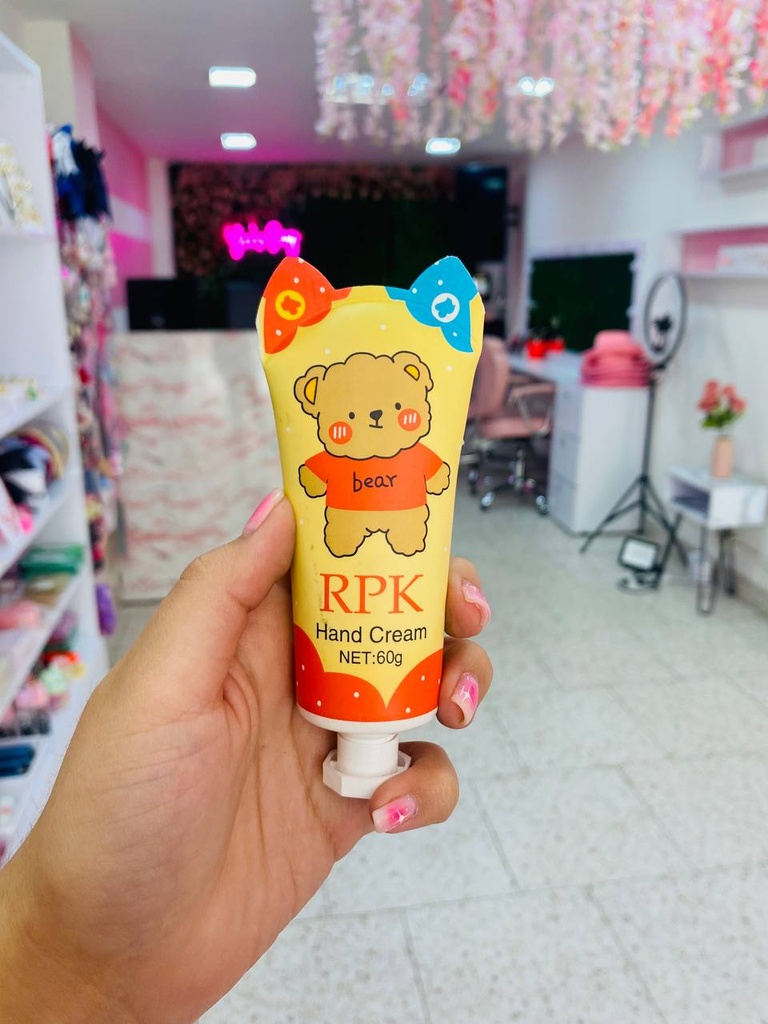 bear
RPK
Hand Cream
NET:60g